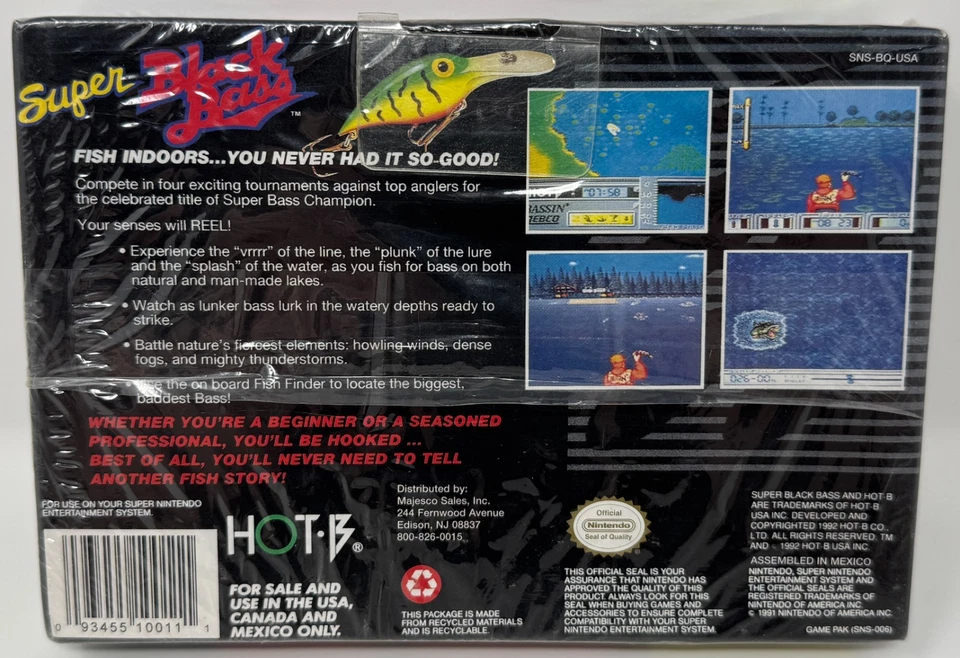 SNS-BQ-USA
Super
Black
Bass
TM
FISH INDOORS...YOU NEVER HAD IT SO GOOD!
Compete in four exciting tournaments against top anglers for
the celebrated title of Super Bass Champion.
Your senses will REEL!
• Experience the “vrrrr” of the line, the “plunk” of the lure
and the “splash” of the water, as you fish for bass on both
natural and man-made lakes.
• Watch as lunker bass lurk in the watery depths ready to
strike.
• Battle nature's fiercest elements: howling winds, dense
fogs, and mighty thunderstorms.
the on board Fish Finder to locate the biggest,
baddest Bass!
07:58
08 23
026-00
WHETHER YOU'RE A BEGINNER OR A SEASONED
PROFESSIONAL, YOU'LL BE HOOKED ...
BEST OF ALL, YOU'LL NEVER NEED TO TELL
ANOTHER FISH STORY!
FOR USE ON YOUR SUPER NINTENDO
ENTERTAINMENT SYSTEM.
0 93455 10011 1
HOT·B®
FOR SALE AND
USE IN THE USA,
CANADA AND
MEXICO ONLY.
Distributed by:
Majesco Sales, Inc.
244 Fernwood Avenue
Edison, NJ 08837
800-826-0015
THIS PACKAGE IS MADE
FROM RECYCLED MATERIALS
AND IS RECYCLABLE.
Official
Nintendo
Seal of Quality
THIS OFFICIAL SEAL IS YOUR
ASSURANCE THAT NINTENDO HAS
APPROVED THE QUALITY OF THIS
PRODUCT. ALWAYS LOOK FOR THIS
SEAL WHEN BUYING GAMES AND
ACCESSORIES TO ENSURE COMPLETE
COMPATIBILITY WITH YOUR SUPER
NINTENDO ENTERTAINMENT SYSTEM.
SUPER BLACK BASS AND HOT-B
ARE TRADEMARKS OF HOT-B
USA INC. DEVELOPED AND
COPYRIGHTED 1992 HOT-B CO.,
LTD. ALL RIGHTS RESERVED. TM
AND © 1992 HOT-B USA INC.
ASSEMBLED IN MEXICO
NINTENDO, SUPER NINTENDO
ENTERTAINMENT SYSTEM AND
THE OFFICIAL SEALS ARE
REGISTERED TRADEMARKS OF
NINTENDO OF AMERICA INC.
© 1991 NINTENDO OF AMERICA INC.
GAME PAK (SNS-006)